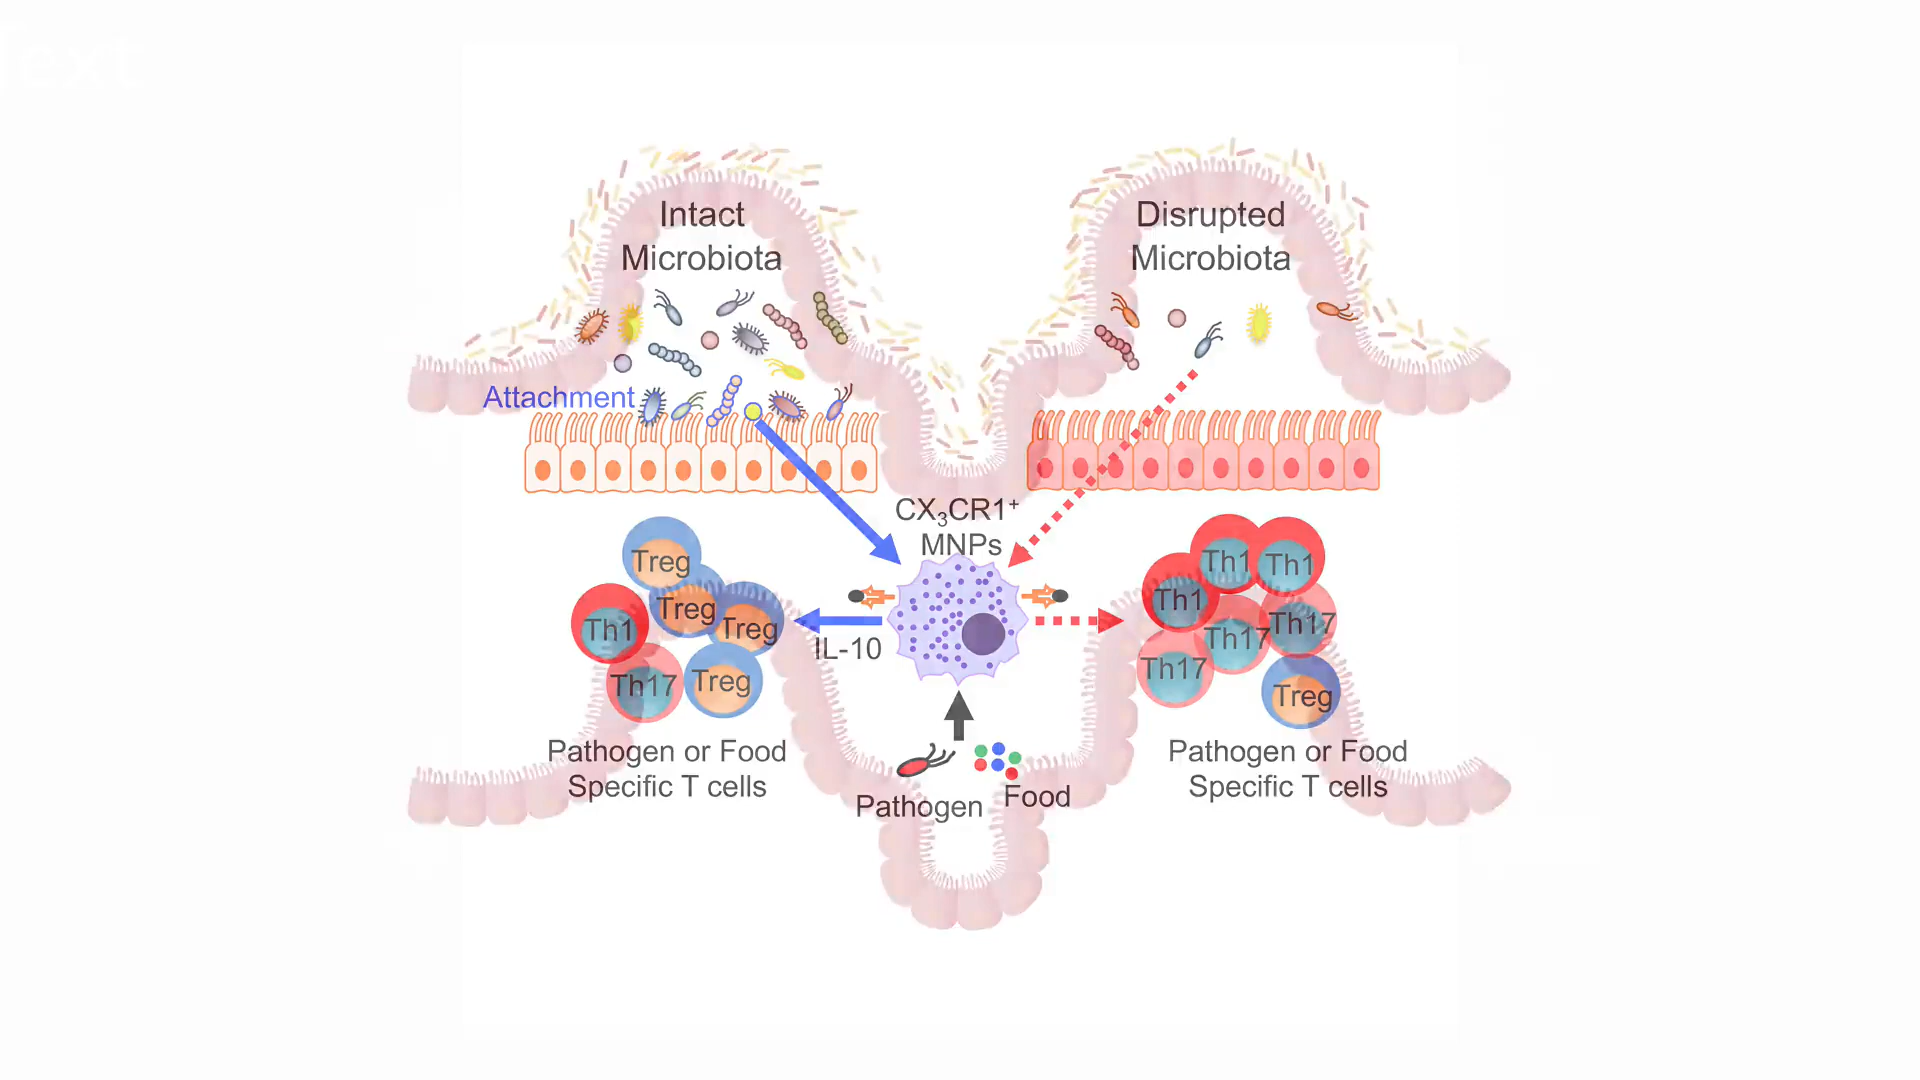 Text
Intact
Microbiota
Disrupted
Microbiota
Attachment
CX₃CR1⁺
MNPs
Treg
Treg
Treg
Th1
Th17
Treg
IL-10
Th1
Th1
Th1
Th17
Th17
Th17
Treg
Pathogen or Food
Specific T cells
Pathogen
Food
Pathogen or Food
Specific T cells